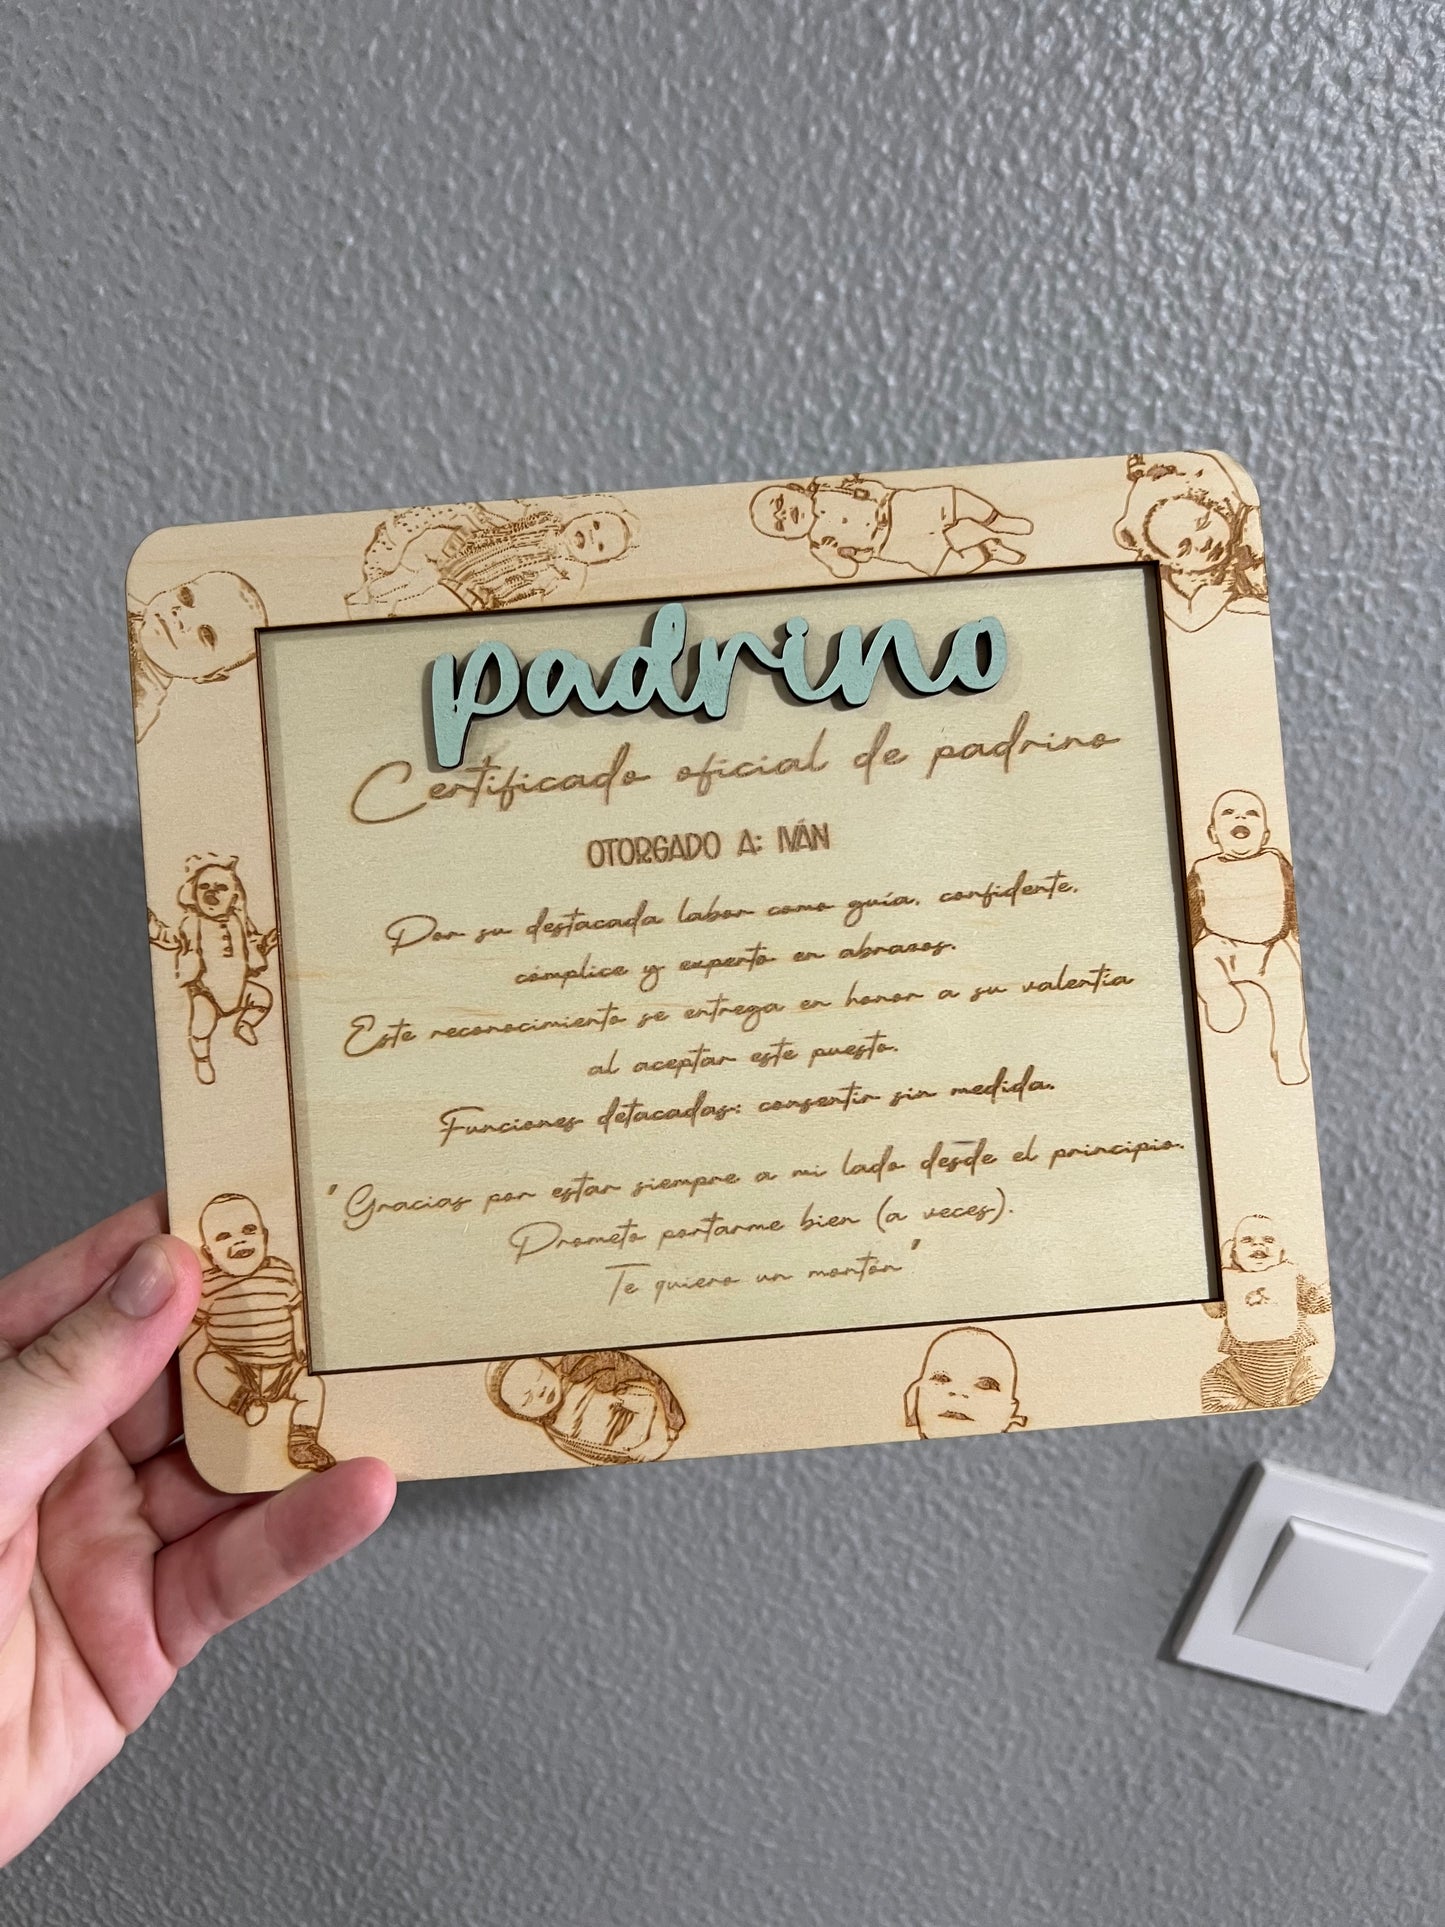 padrino
Certificado oficial de padrino
OTORGADO A: IVÁN
Por su destacada labor como guía, confidente,
cómplice y experto en abrazos.
Este reconocimiento se entrega en honor a su valentía
al aceptar este puesto.
Funciones detacadas: consentir sin medida.
"Gracias por estar siempre a mi lado desde el principio.
Prometo portarme bien (a veces).
Te quiero un montón"